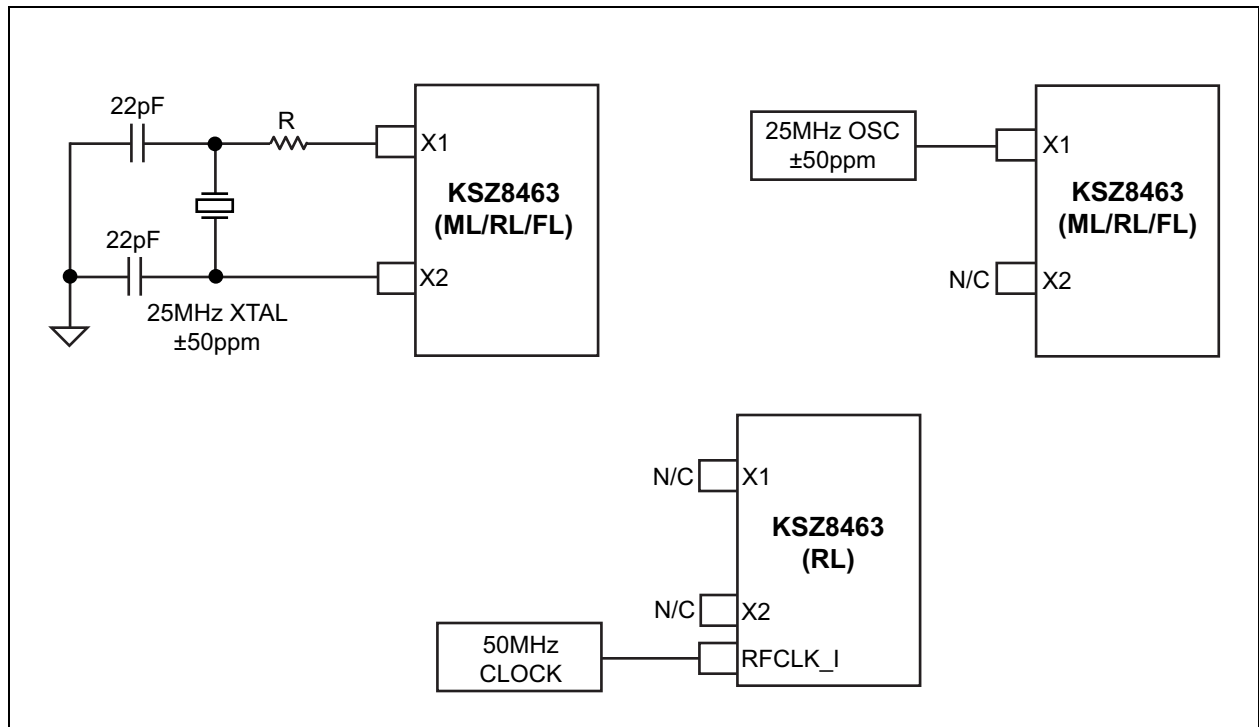 22pF
R
X1
KSZ8463
(ML/RL/FL)
22pF
X2
25MHz XTAL
±50ppm
25MHz OSC
±50ppm
X1
KSZ8463
(ML/RL/FL)
N/C
X2
N/C
X1
KSZ8463
(RL)
N/C
X2
50MHz
CLOCK
RFCLK_I